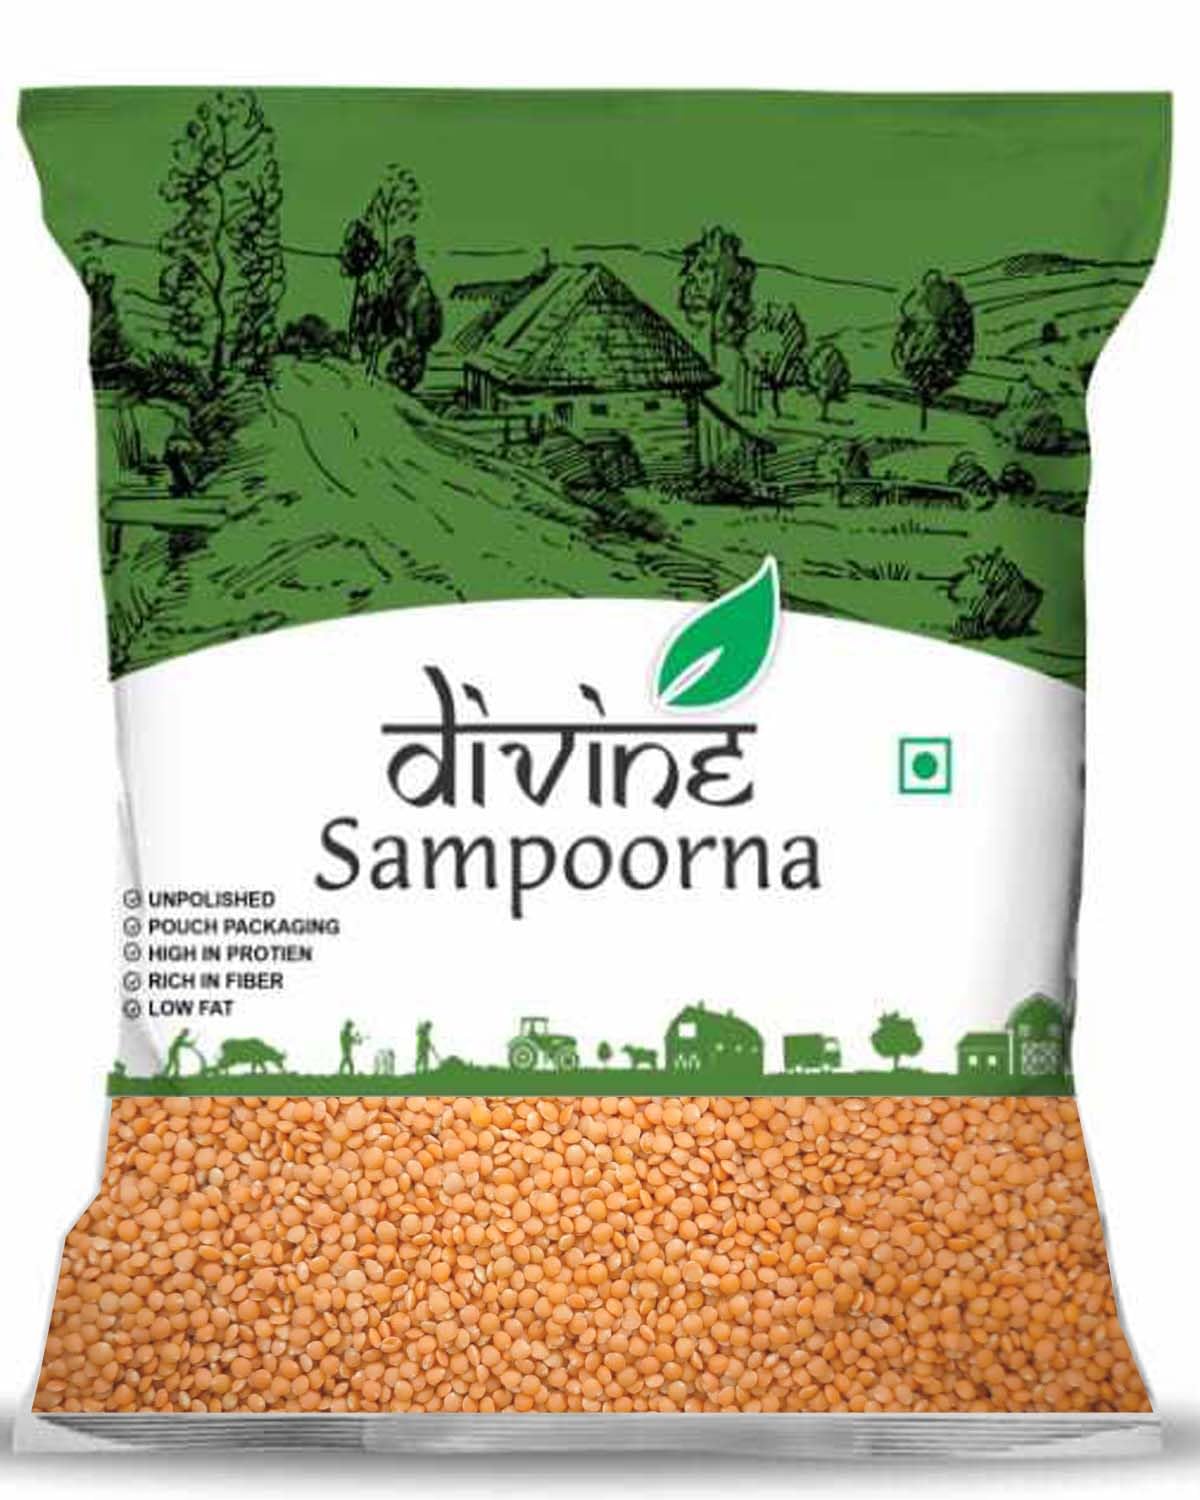 divine
Sampoorna
UNPOLISHED
POUCH PACKAGING
HIGH IN PROTIEN
RICH IN FIBER
LOW FAT